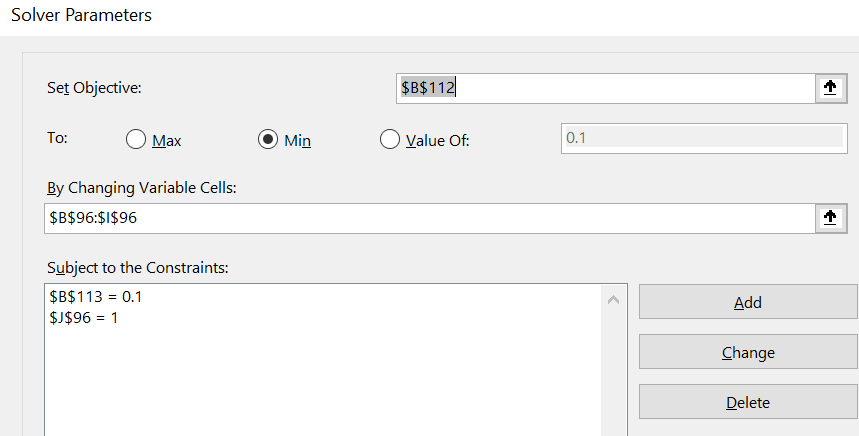 Solver Parameters
Set Objective: $B$112
To: Max Min Value Of: 0.1
By Changing Variable Cells:
$B$96:$I$96
Subject to the Constraints:
$B$113 = 0.1
$J$96 = 1
Add
Change
Delete